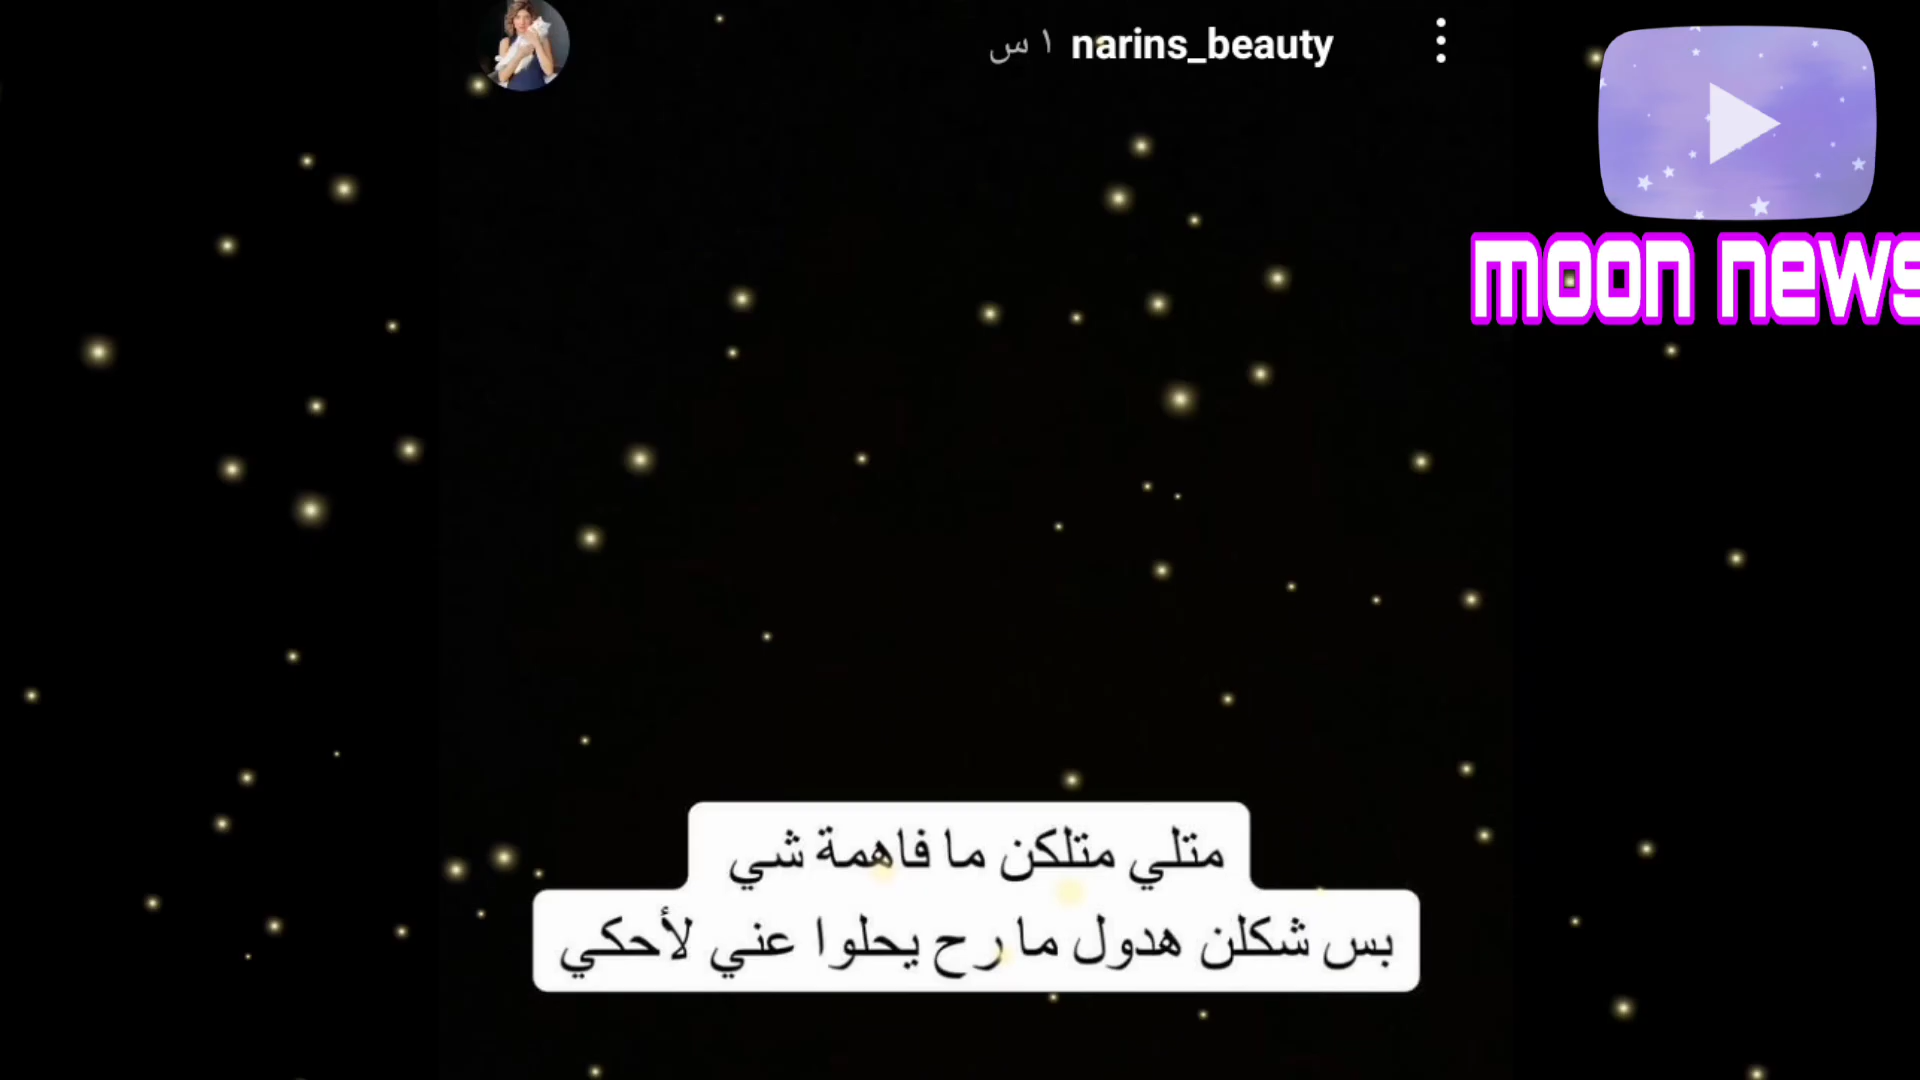 narins_beauty ١ س
moon news
متلي متلكن ما فاهمة شي
بس شكلن هدول ما رح يحلوا عني لأحكي